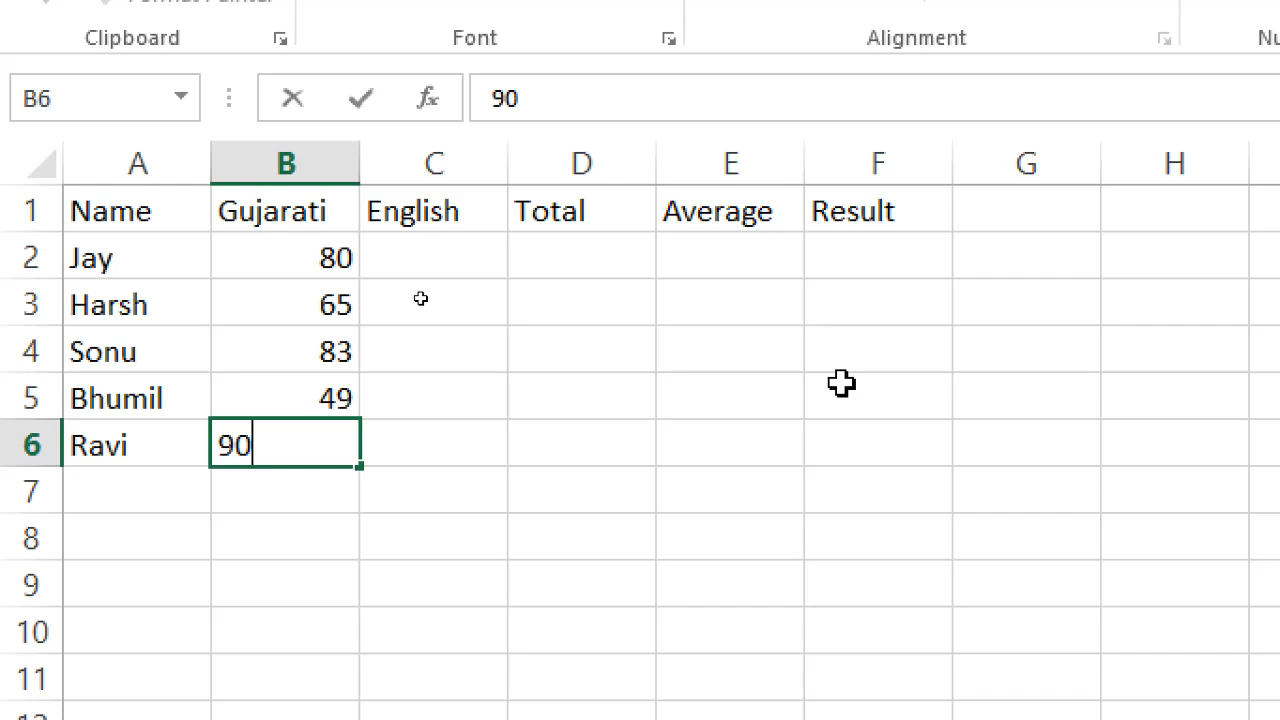 Clipboard Font Alignment
B6 fx 90
A B C D E F G H
1 Name Gujarati English Total Average Result
2 Jay 80
3 Harsh 65
4 Sonu 83
5 Bhumil 49
6 Ravi 90
7
8
9
10
11